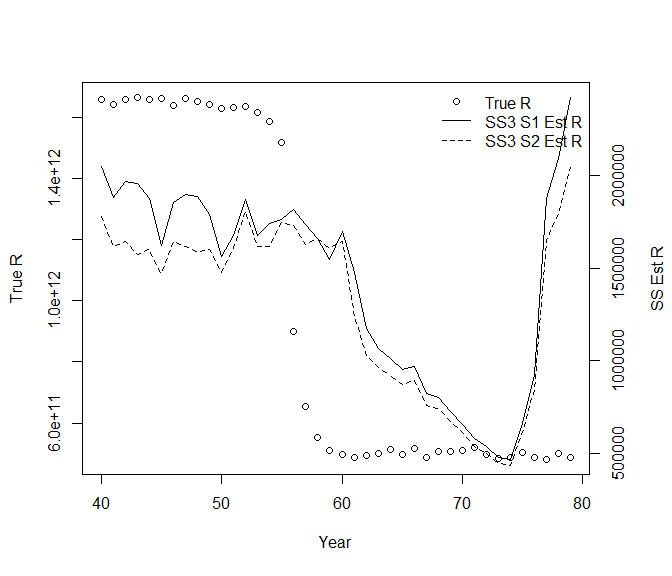 True R
SS3 S1 Est R
SS3 S2 Est R
True R
6.0e+11
1.0e+12
1.4e+12
500000
1000000
1500000
2000000
SS Est R
40
50
60
70
80
Year